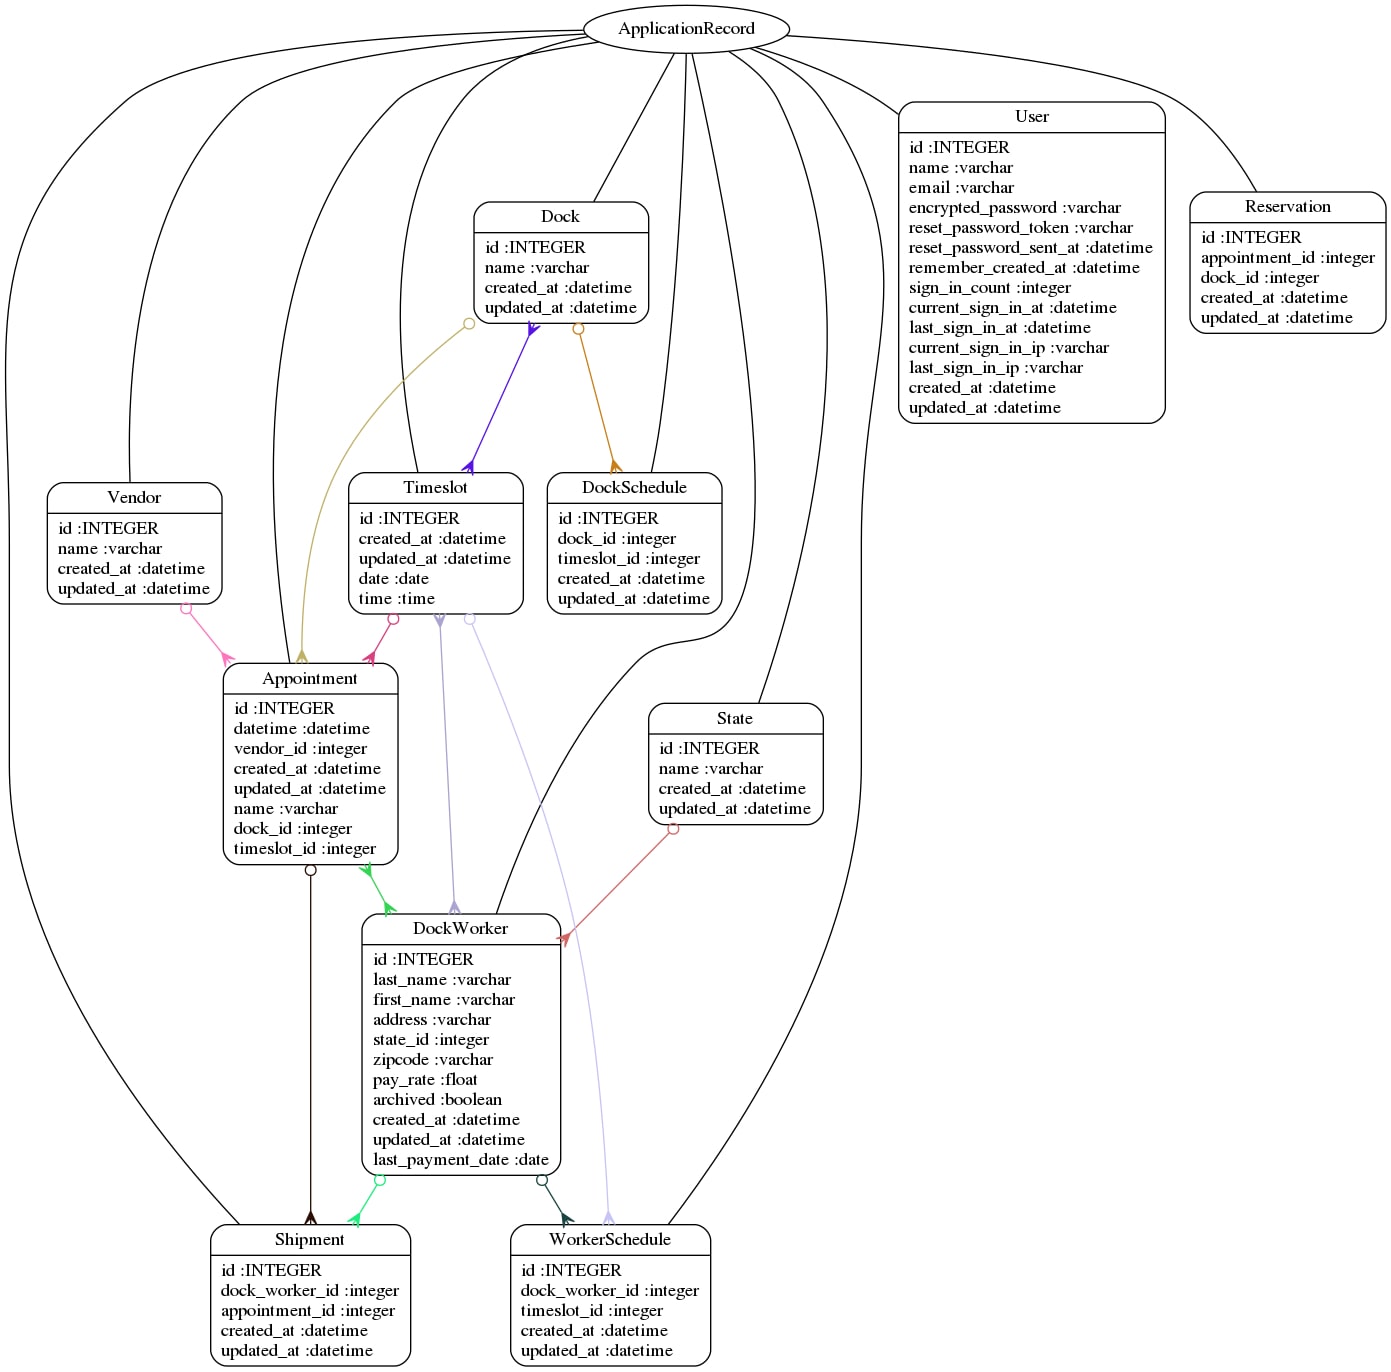 ApplicationRecord
User
id :INTEGER
name :varchar
email :varchar
encrypted_password :varchar
reset_password_token :varchar
reset_password_sent_at :datetime
remember_created_at :datetime
sign_in_count :integer
current_sign_in_at :datetime
last_sign_in_at :datetime
current_sign_in_ip :varchar
last_sign_in_ip :varchar
created_at :datetime
updated_at :datetime
Reservation
id :INTEGER
appointment_id :integer
dock_id :integer
created_at :datetime
updated_at :datetime
Dock
id :INTEGER
name :varchar
created_at :datetime
updated_at :datetime
Vendor
id :INTEGER
name :varchar
created_at :datetime
updated_at :datetime
Timeslot
id :INTEGER
created_at :datetime
updated_at :datetime
date :date
time :time
DockSchedule
id :INTEGER
dock_id :integer
timeslot_id :integer
created_at :datetime
updated_at :datetime
Appointment
id :INTEGER
datetime :datetime
vendor_id :integer
created_at :datetime
updated_at :datetime
name :varchar
dock_id :integer
timeslot_id :integer
State
id :INTEGER
name :varchar
created_at :datetime
updated_at :datetime
DockWorker
id :INTEGER
last_name :varchar
first_name :varchar
address :varchar
state_id :integer
zipcode :varchar
pay_rate :float
archived :boolean
created_at :datetime
updated_at :datetime
last_payment_date :date
Shipment
id :INTEGER
dock_worker_id :integer
appointment_id :integer
created_at :datetime
updated_at :datetime
WorkerSchedule
id :INTEGER
dock_worker_id :integer
timeslot_id :integer
created_at :datetime
updated_at :datetime